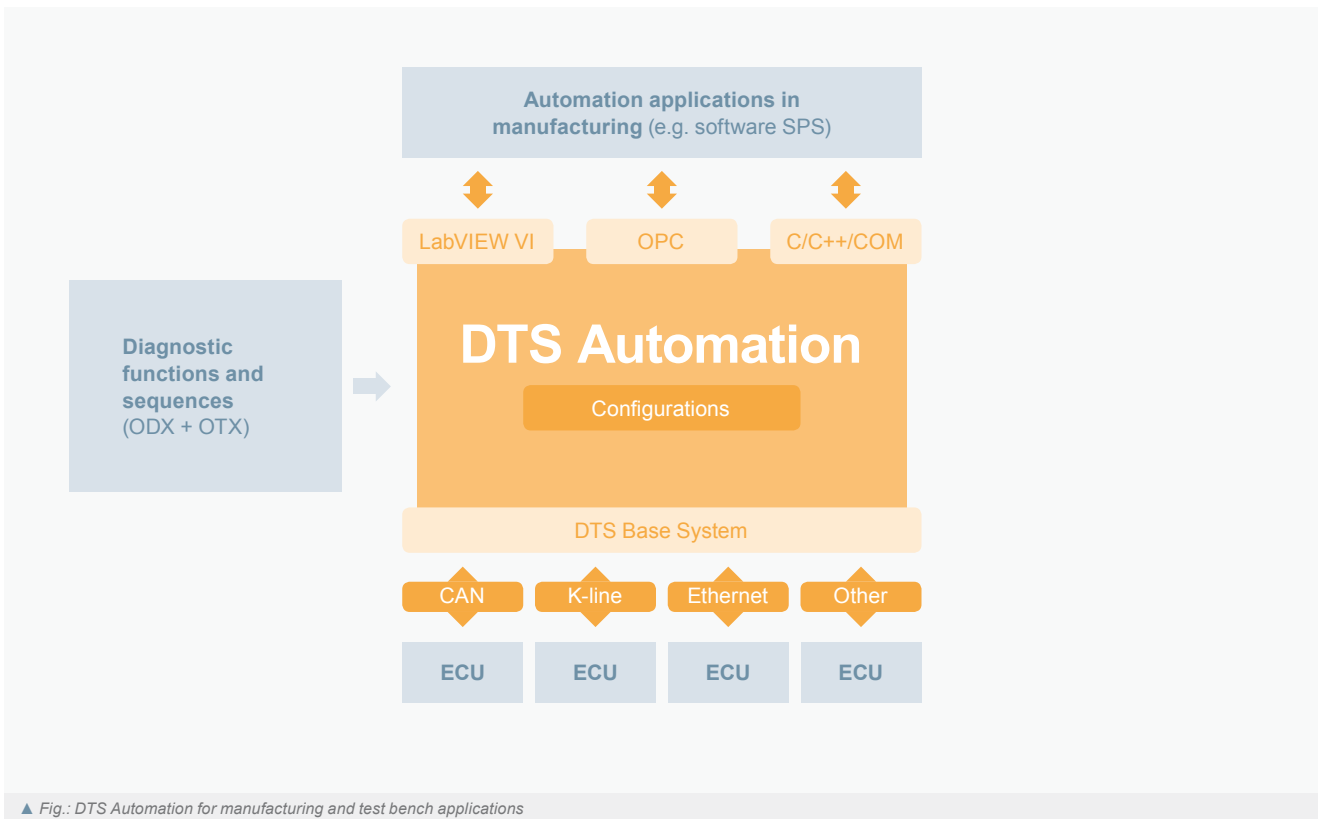 Automation applications in
manufacturing (e.g. software SPS)
LabVIEW VI
OPC
C/C++/COM
Diagnostic
functions and
sequences
(ODX + OTX)
DTS Automation
Configurations
DTS Base System
CAN
K-line
Ethernet
Other
ECU
ECU
ECU
ECU
▲ Fig.: DTS Automation for manufacturing and test bench applications